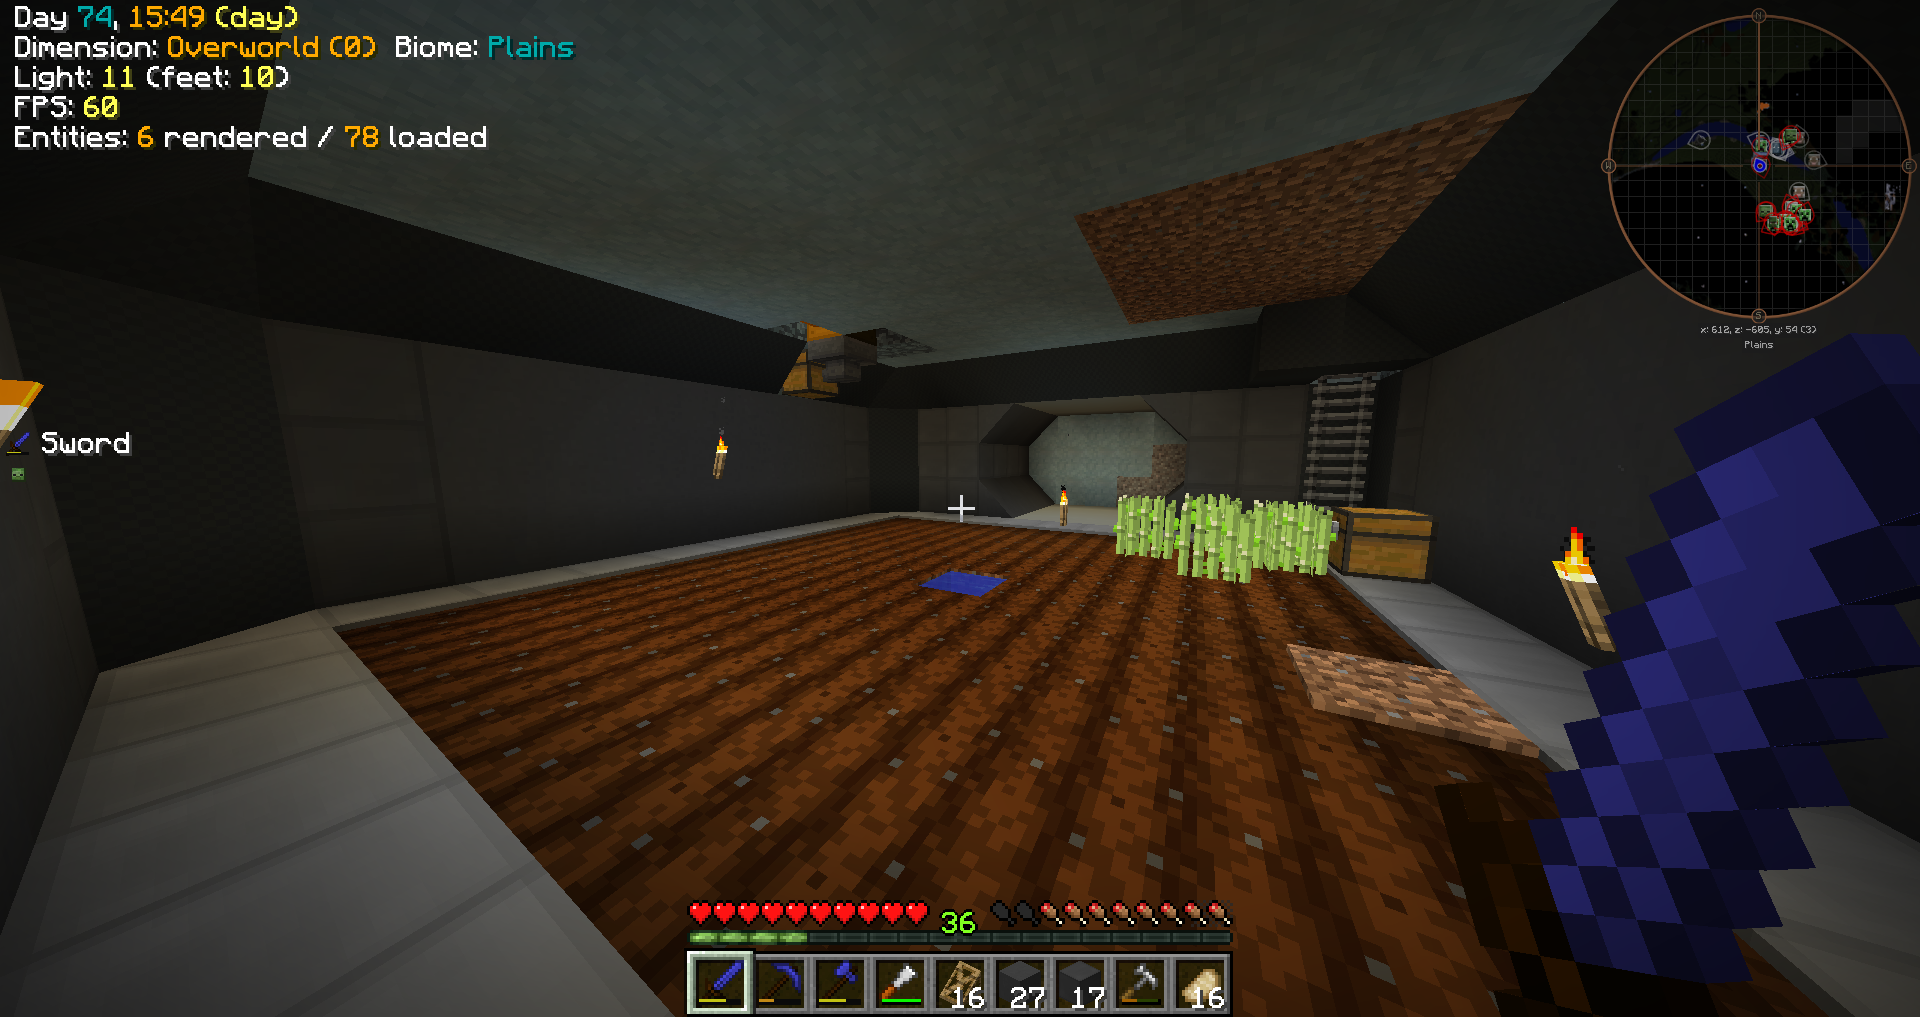 Day 74, 15:49 (day)
Dimension: Overworld (0) Biome: Plains
Light: 11 (feet: 10)
FPS: 60
Entities: 6 rendered / 78 loaded
N
W
E
S
x: 612, z: -605, y: 54 (3)
Plains
Sword
36
16
27
17
16